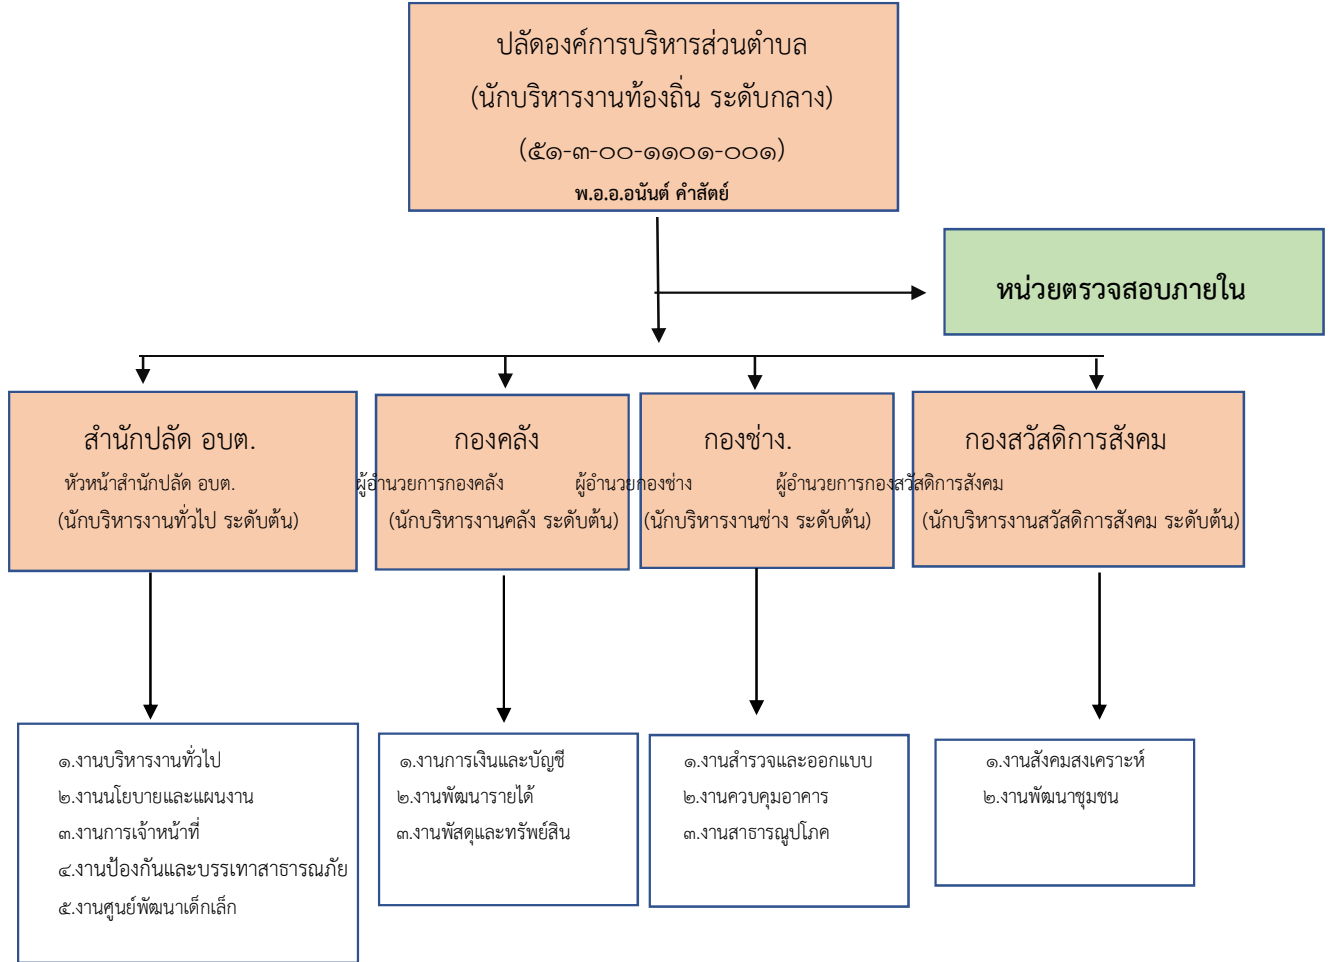 ปลัดองค์การบริหารส่วนตำบล
(นักบริหารงานท้องถิ่น ระดับกลาง)
(๕๑-๓-๐๐-๑๑๐๑-๐๐๑)
พ.อ.อ.อนันต์ คำสัตย์
หน่วยตรวจสอบภายใน
สำนักปลัด อบต.
หัวหน้าสำนักปลัด อบต.
(นักบริหารงานทั่วไป ระดับต้น)
กองคลัง
ผู้อำนวยการกองคลัง
(นักบริหารงานคลัง ระดับต้น)
กองช่าง.
ผู้อำนวยกองช่าง
(นักบริหารงานช่าง ระดับต้น)
กองสวัสดิการสังคม
ผู้อำนวยการกองสวัสดิการสังคม
(นักบริหารงานสวัสดิการสังคม ระดับต้น)
๑.งานบริหารงานทั่วไป
๒.งานนโยบายและแผนงาน
๓.งานการเจ้าหน้าที่
๔.งานป้องกันและบรรเทาสาธารณภัย
๕.งานศูนย์พัฒนาเด็กเล็ก
๑.งานการเงินและบัญชี
๒.งานพัฒนารายได้
๓.งานพัสดุและทรัพย์สิน
๑.งานสำรวจและออกแบบ
๒.งานควบคุมอาคาร
๓.งานสาธารณูปโภค
๑.งานสังคมสงเคราะห์
๒.งานพัฒนาชุมชน